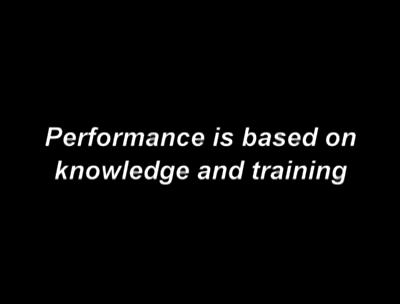 Performance is based on
knowledge and training